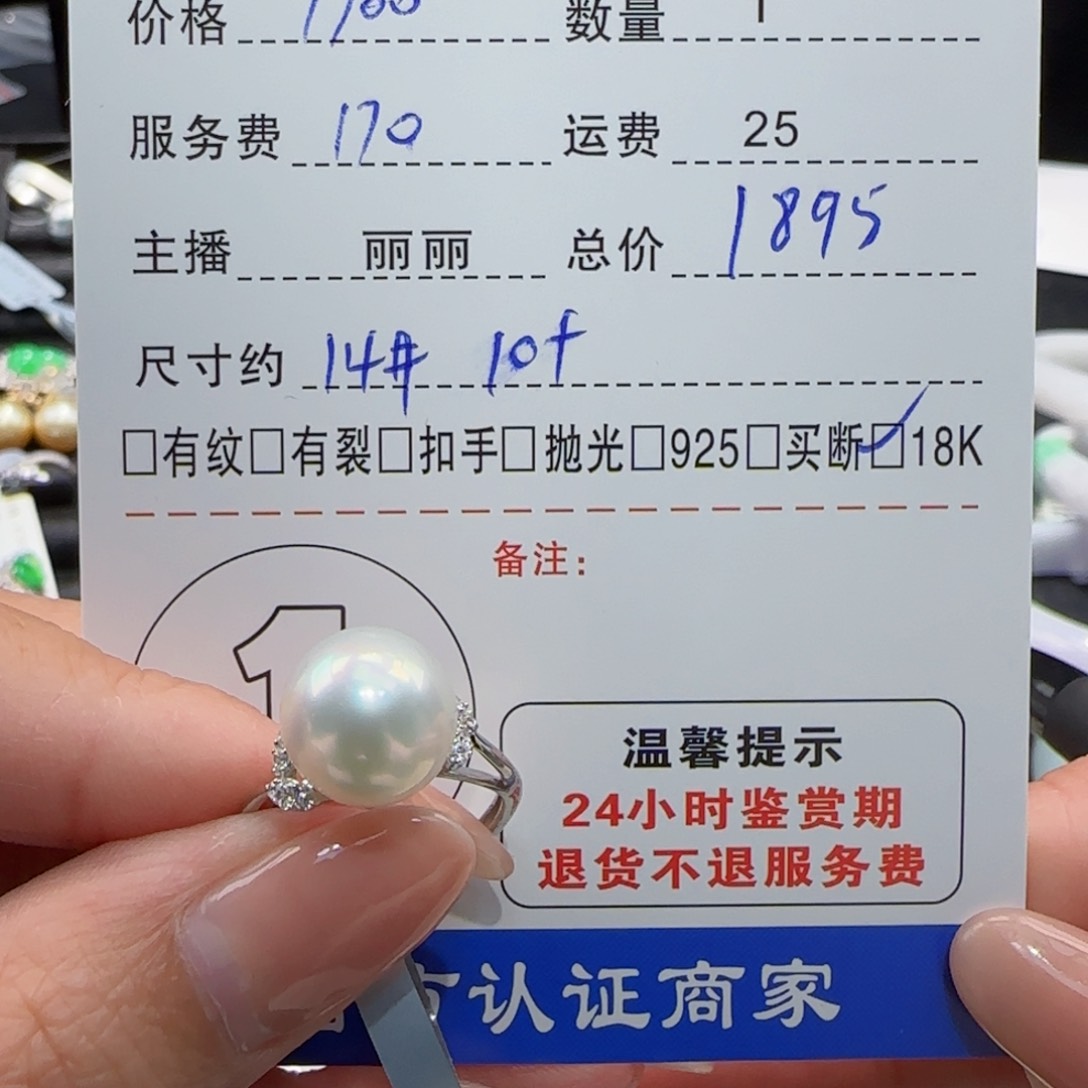 价格 1700 数量 1
服务费 170 运费 25
主播 丽丽 总价 1895
尺寸约 14# 10+
□有纹□有裂□扣手□抛光□925□买断□18K
备注：
1
温馨提示
24小时鉴赏期
退货不退服务费
方认证商家